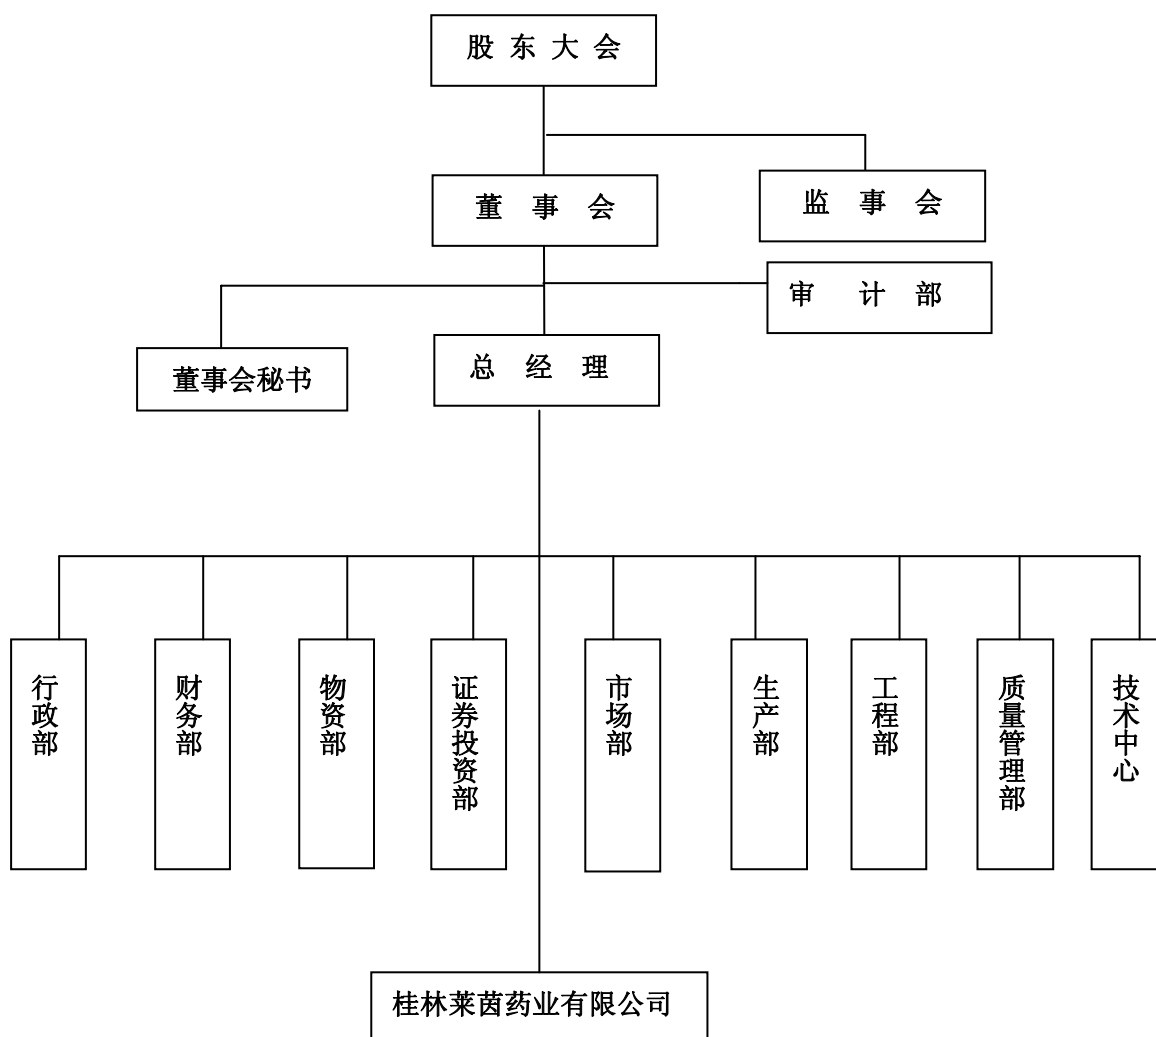 股 东 大 会
董 事 会
监 事 会
审 计 部
董事会秘书
总 经 理
行政部
财务部
物资部
证券投资部
市场部
生产部
工程部
质量管理部
技术中心
桂林莱茵药业有限公司